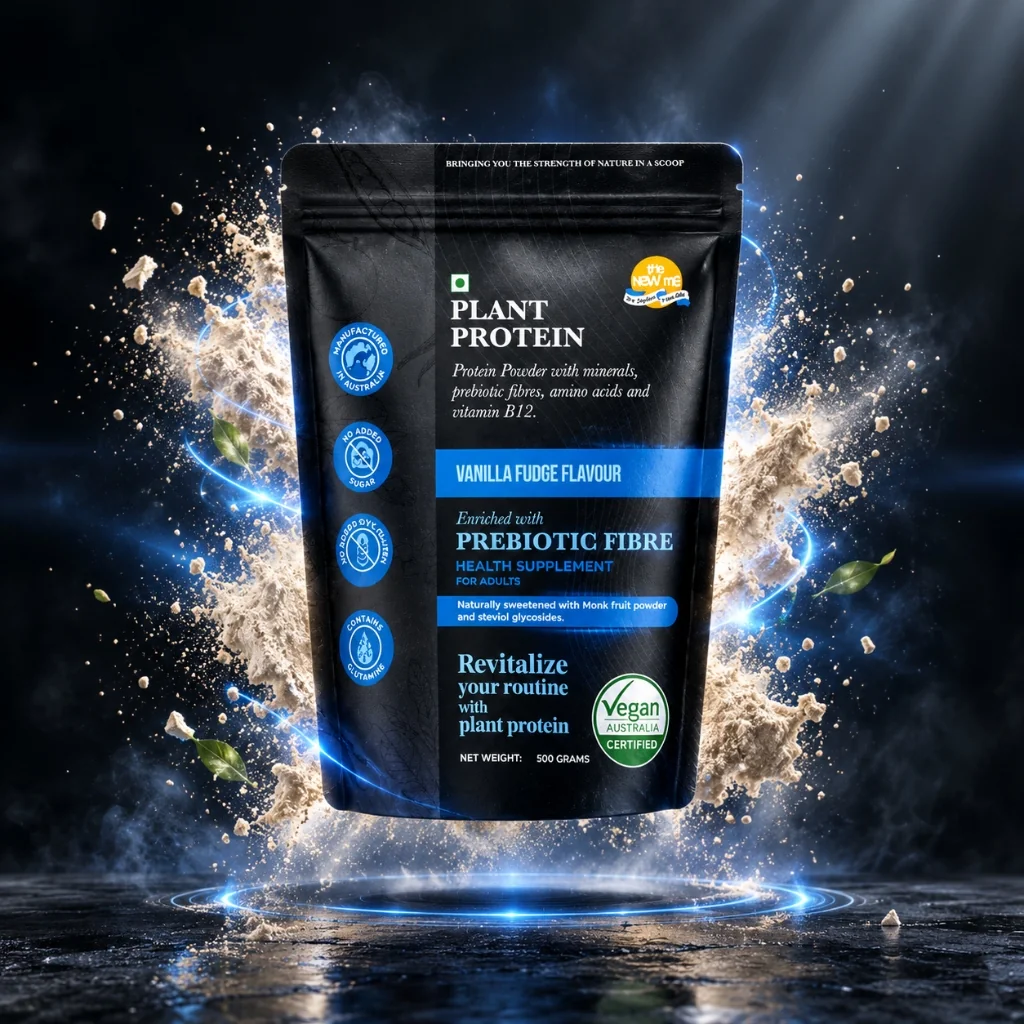 BRINGING YOU THE STRENGTH OF NATURE IN A SCOOP
the
NEW me
PLANT
PROTEIN
Protein Powder with minerals,
prebiotic fibres, amino acids and
vitamin B12.
VANILLA FUDGE FLAVOUR
Enriched with
PREBIOTIC FIBRE
HEALTH SUPPLEMENT
FOR ADULTS
Naturally sweetened with Monk fruit powder
and steviol glycosides.
Revitalize
your routine
with
plant protein
NET WEIGHT: 500 GRAMS
Vegan
AUSTRALIA
CERTIFIED
MANUFACTURED
IN AUSTRALIA
NO ADDED
SUGAR
CONTAINS
GLUTAMINE